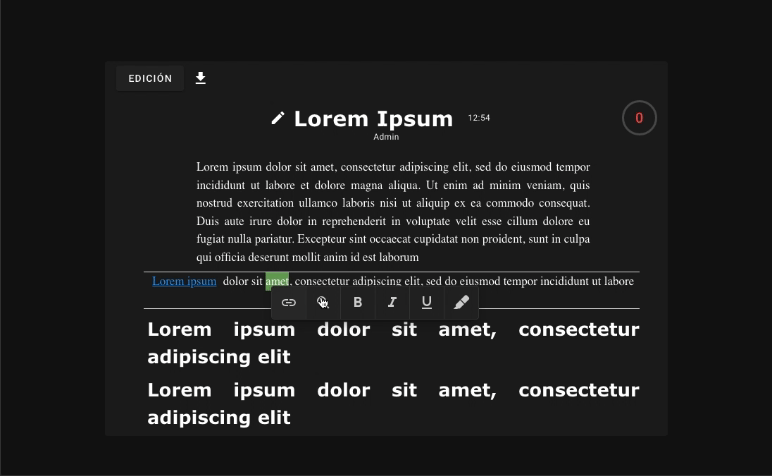 EDICIÓN
Lorem Ipsum 12:54
0
Admin
Lorem ipsum dolor sit amet, consectetur adipiscing elit, sed do eiusmod tempor
incididunt ut labore et dolore magna aliqua. Ut enim ad minim veniam, quis
nostrud exercitation ullamco laboris nisi ut aliquip ex ea commodo consequat.
Duis aute irure dolor in reprehenderit in voluptate velit esse cillum dolore eu
fugiat nulla pariatur. Excepteur sint occaecat cupidatat non proident, sunt in culpa
qui officia deserunt mollit anim id est laborum
Lorem ipsum dolor sit amet, consectetur adipiscing elit, sed do eiusmod tempor incididunt ut labore
B I U
Lorem ipsum dolor sit amet, consectetur
adipiscing elit
Lorem ipsum dolor sit amet, consectetur
adipiscing elit